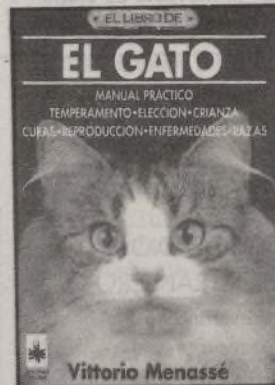 EL LIBRO DE
EL GATO
MANUAL PRACTICO
TEMPERAMENTO•ELECCION•CRIANZA
CURAS•REPRODUCCION•ENFERMEDADES•RAZAS
Vittorio Menassé